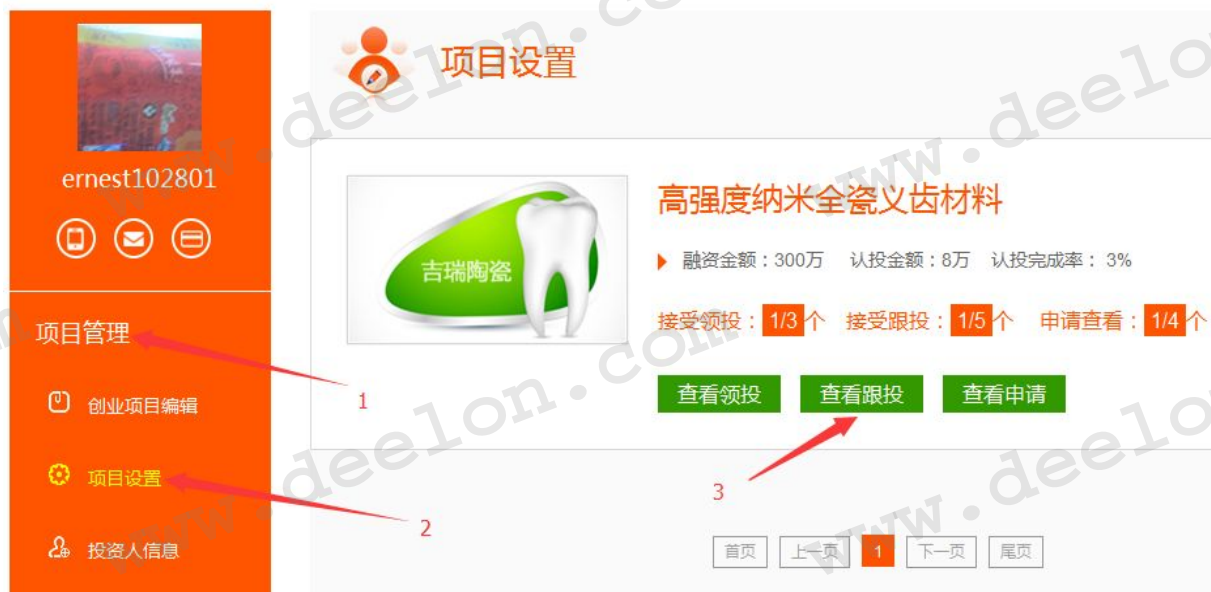 ernest102801
项目管理
创业项目编辑
项目设置
投资人信息
项目设置
吉瑞陶瓷
高强度纳米全瓷义齿材料
融资金额：300万 认投金额：8万 认投完成率： 3%
接受领投： 1/3 个 接受跟投： 1/5 个 申请查看： 1/4 个
查看领投 查看跟投 查看申请
1
2
3
首页 上一页 1 下一页 尾页
www.deelon.com
www.deelon.com